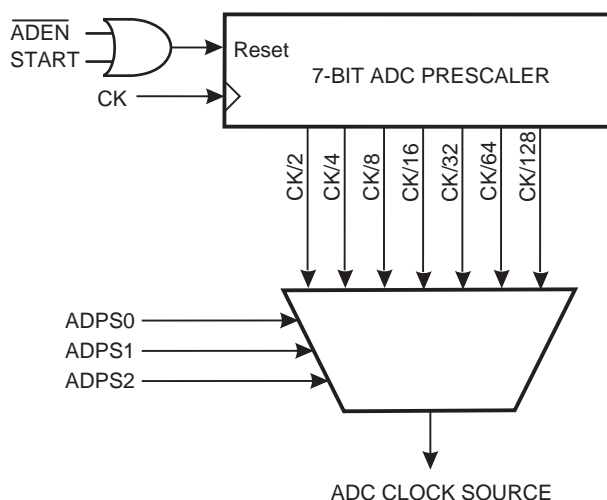 ADEN
START
Reset
7-BIT ADC PRESCALER
CK
CK/2
CK/4
CK/8
CK/16
CK/32
CK/64
CK/128
ADPS0
ADPS1
ADPS2
ADC CLOCK SOURCE